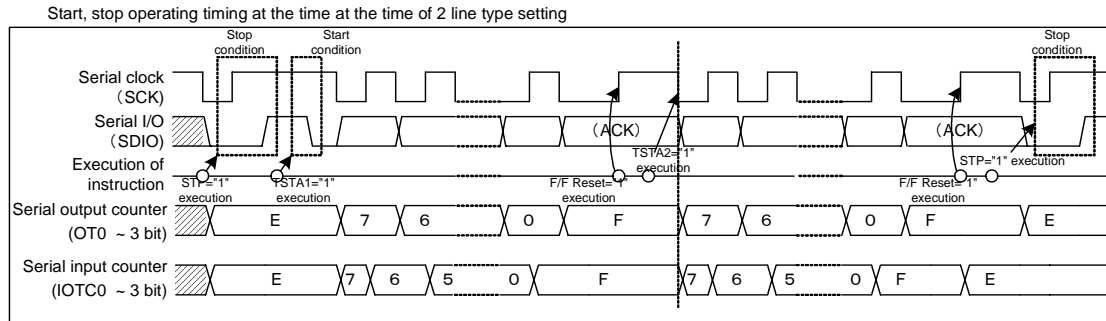 Start, stop operating timing at the time at the time of 2 line type setting
Stop
condition
Start
condition
Stop
condition
Serial clock
(SCK)
Serial I/O
(SDIO)
(ACK)
(ACK)
TSTA2="1"
execution
STP="1" execution
Execution of
instruction
STP="1"
execution
TSTA1="1"
execution
F/F Reset="1"
execution
F/F Reset="1"
execution
Serial output counter
(OT0 ~ 3 bit)
E 7 6 0 F 7 6 0 F E
Serial input counter
(IOTC0 ~ 3 bit)
E 7 6 5 0 F 7 6 5 0 F E